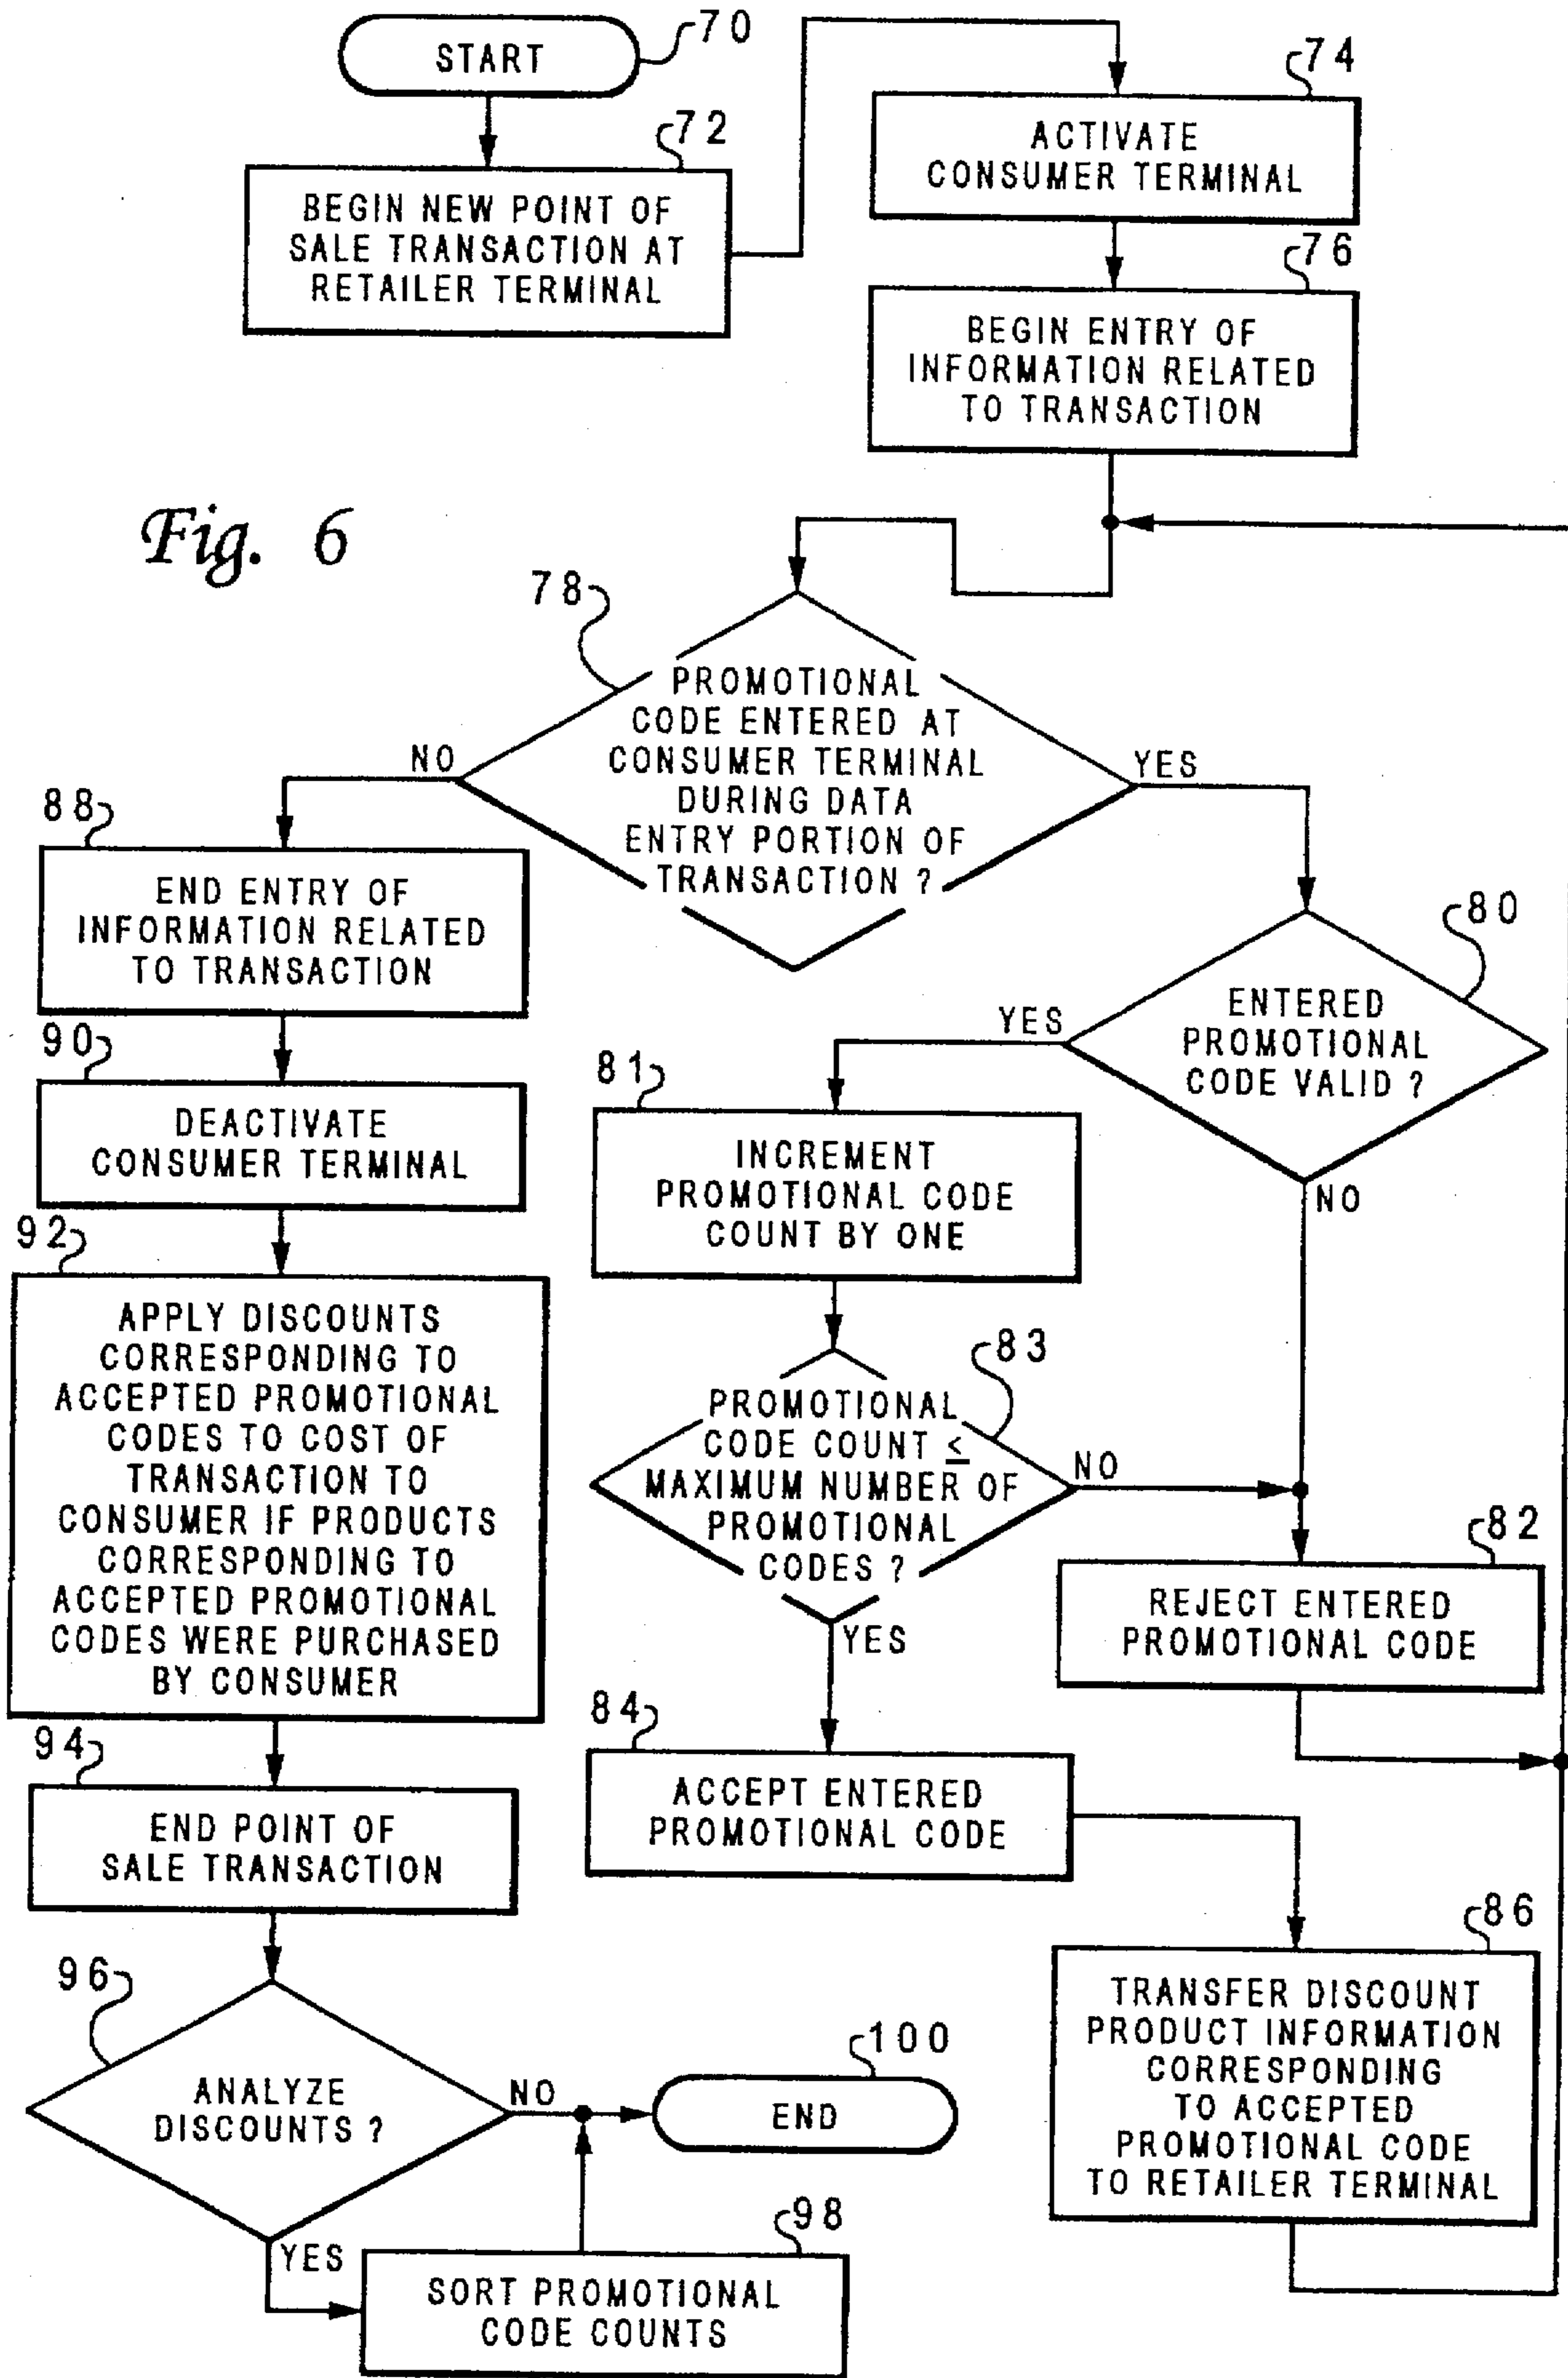 START
70
72
BEGIN NEW POINT OF
SALE TRANSACTION AT
RETAILER TERMINAL
74
ACTIVATE
CONSUMER TERMINAL
76
BEGIN ENTRY OF
INFORMATION RELATED
TO TRANSACTION
Fig. 6
78
PROMOTIONAL
CODE ENTERED AT
CONSUMER TERMINAL
DURING DATA
ENTRY PORTION OF
TRANSACTION ?
NO
YES
88
END ENTRY OF
INFORMATION RELATED
TO TRANSACTION
80
ENTERED
PROMOTIONAL
CODE VALID ?
YES
NO
90
DEACTIVATE
CONSUMER TERMINAL
81
INCREMENT
PROMOTIONAL CODE
COUNT BY ONE
92
APPLY DISCOUNTS
CORRESPONDING TO
ACCEPTED PROMOTIONAL
CODES TO COST OF
TRANSACTION TO
CONSUMER IF PRODUCTS
CORRESPONDING TO
ACCEPTED PROMOTIONAL
CODES WERE PURCHASED
BY CONSUMER
83
PROMOTIONAL
CODE COUNT ≤
MAXIMUM NUMBER OF
PROMOTIONAL
CODES ?
NO
YES
82
REJECT ENTERED
PROMOTIONAL CODE
84
ACCEPT ENTERED
PROMOTIONAL CODE
94
END POINT OF
SALE TRANSACTION
86
TRANSFER DISCOUNT
PRODUCT INFORMATION
CORRESPONDING
TO ACCEPTED
PROMOTIONAL CODE
TO RETAILER TERMINAL
96
ANALYZE
DISCOUNTS ?
NO
YES
100
END
98
SORT PROMOTIONAL
CODE COUNTS